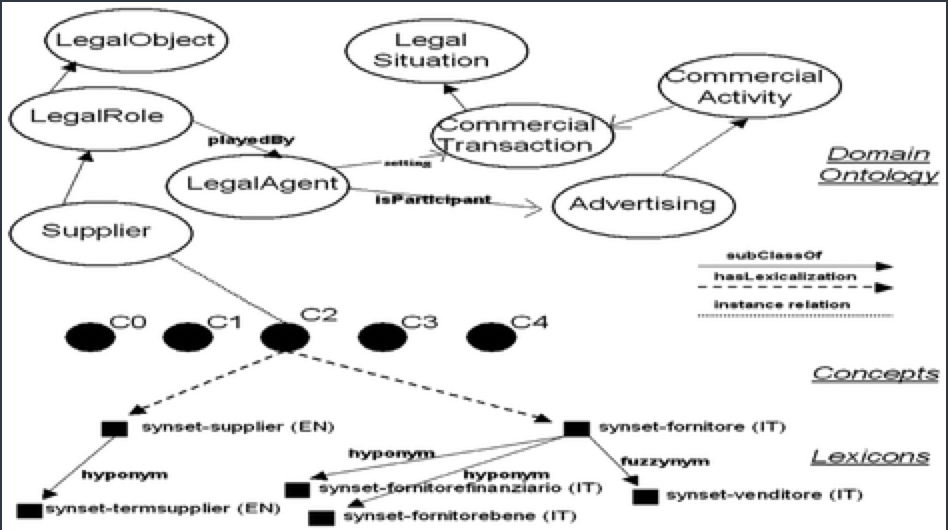 LegalObject
Legal
Situation
Commercial
Activity
LegalRole
Commercial
Transaction
playedBy
setting
Domain
Ontology
LegalAgent
isParticipant
Advertising
Supplier
subClassOf
hasLexicalization
instance relation
C0
C1
C2
C3
C4
Concepts
synset-supplier (EN)
synset-fornitore (IT)
Lexicons
hyponym
hyponym
hyponym
fuzzynym
synset-fornitorefinanziario (IT)
synset-venditore (IT)
synset-termsupplier (EN)
synset-fornitorebene (IT)